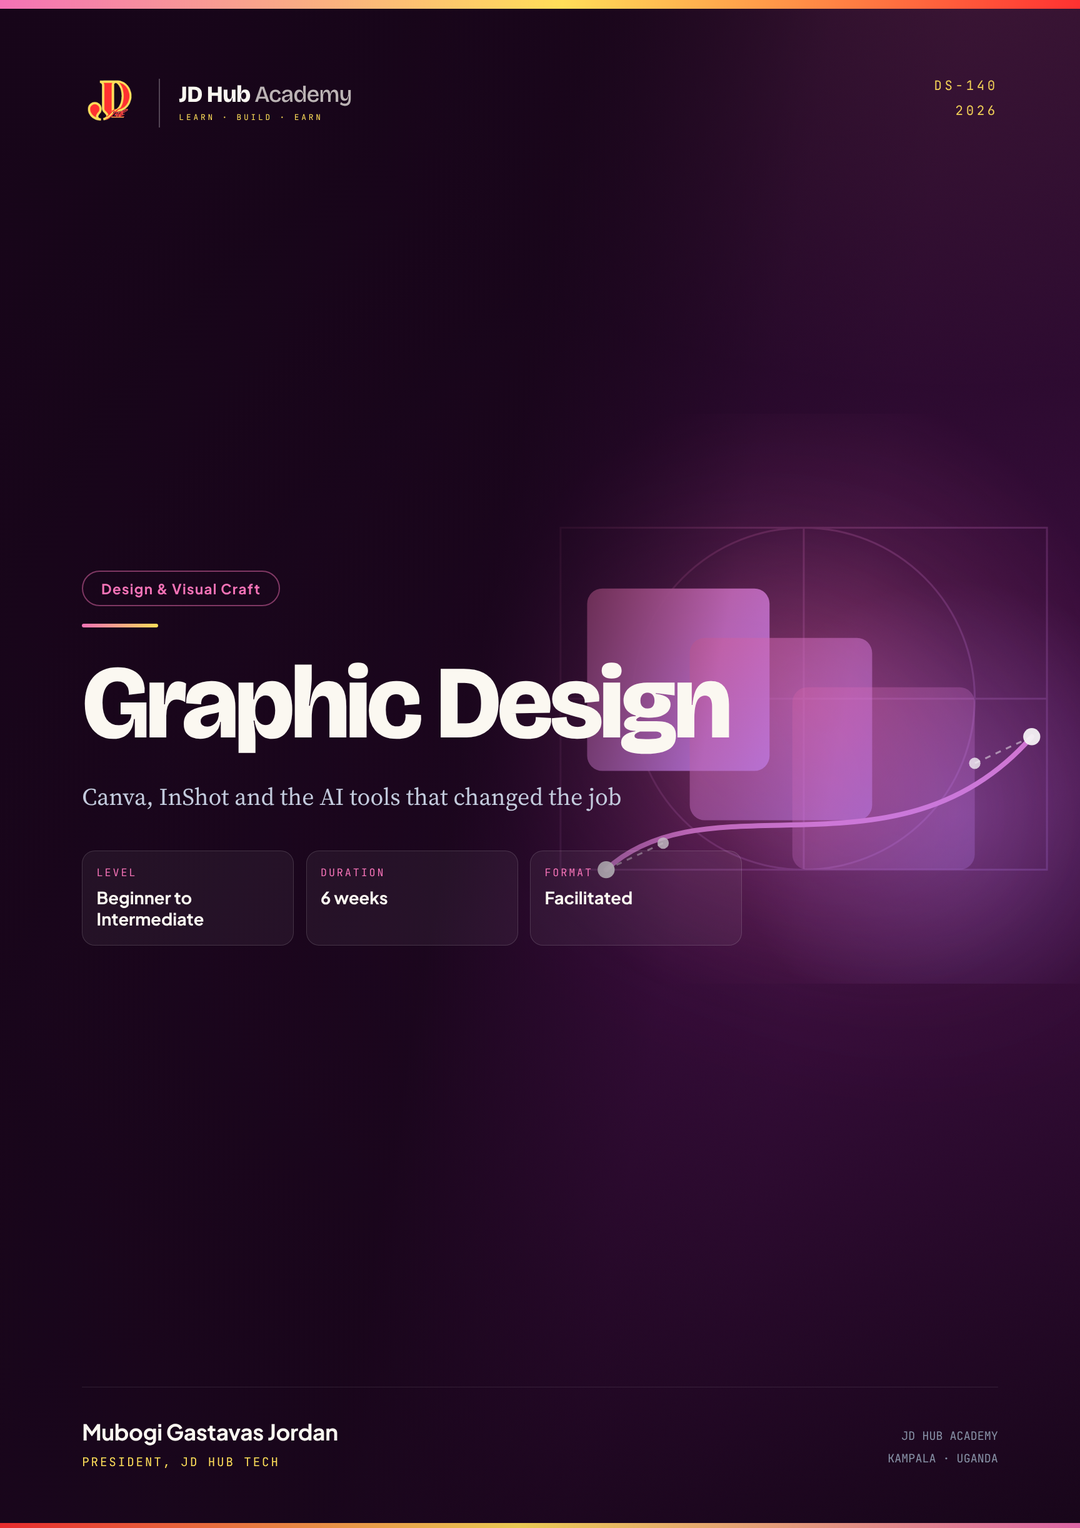 JD
JD Hub Academy
LEARN · BUILD · EARN
DS-140
2026
Design & Visual Craft
Graphic Design
Canva, InShot and the AI tools that changed the job
LEVEL
Beginner to
Intermediate
DURATION
6 weeks
FORMAT
Facilitated
Mubogi Gastavas Jordan
PRESIDENT, JD HUB TECH
JD HUB ACADEMY
KAMPALA · UGANDA